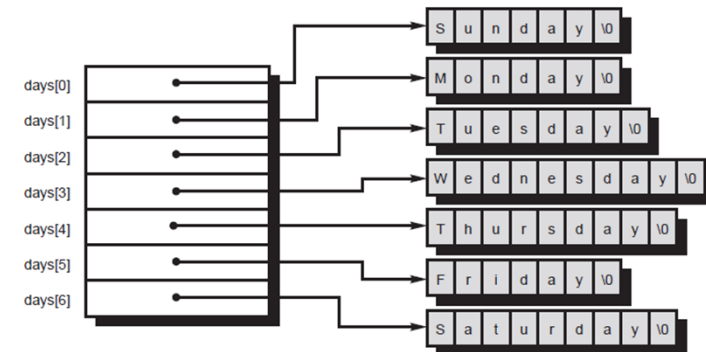 days[0] S u n d a y \0
days[1] M o n d a y \0
days[2] T u e s d a y \0
days[3] W e d n e s d a y \0
days[4] T h u r s d a y \0
days[5] F r i d a y \0
days[6] S a t u r d a y \0